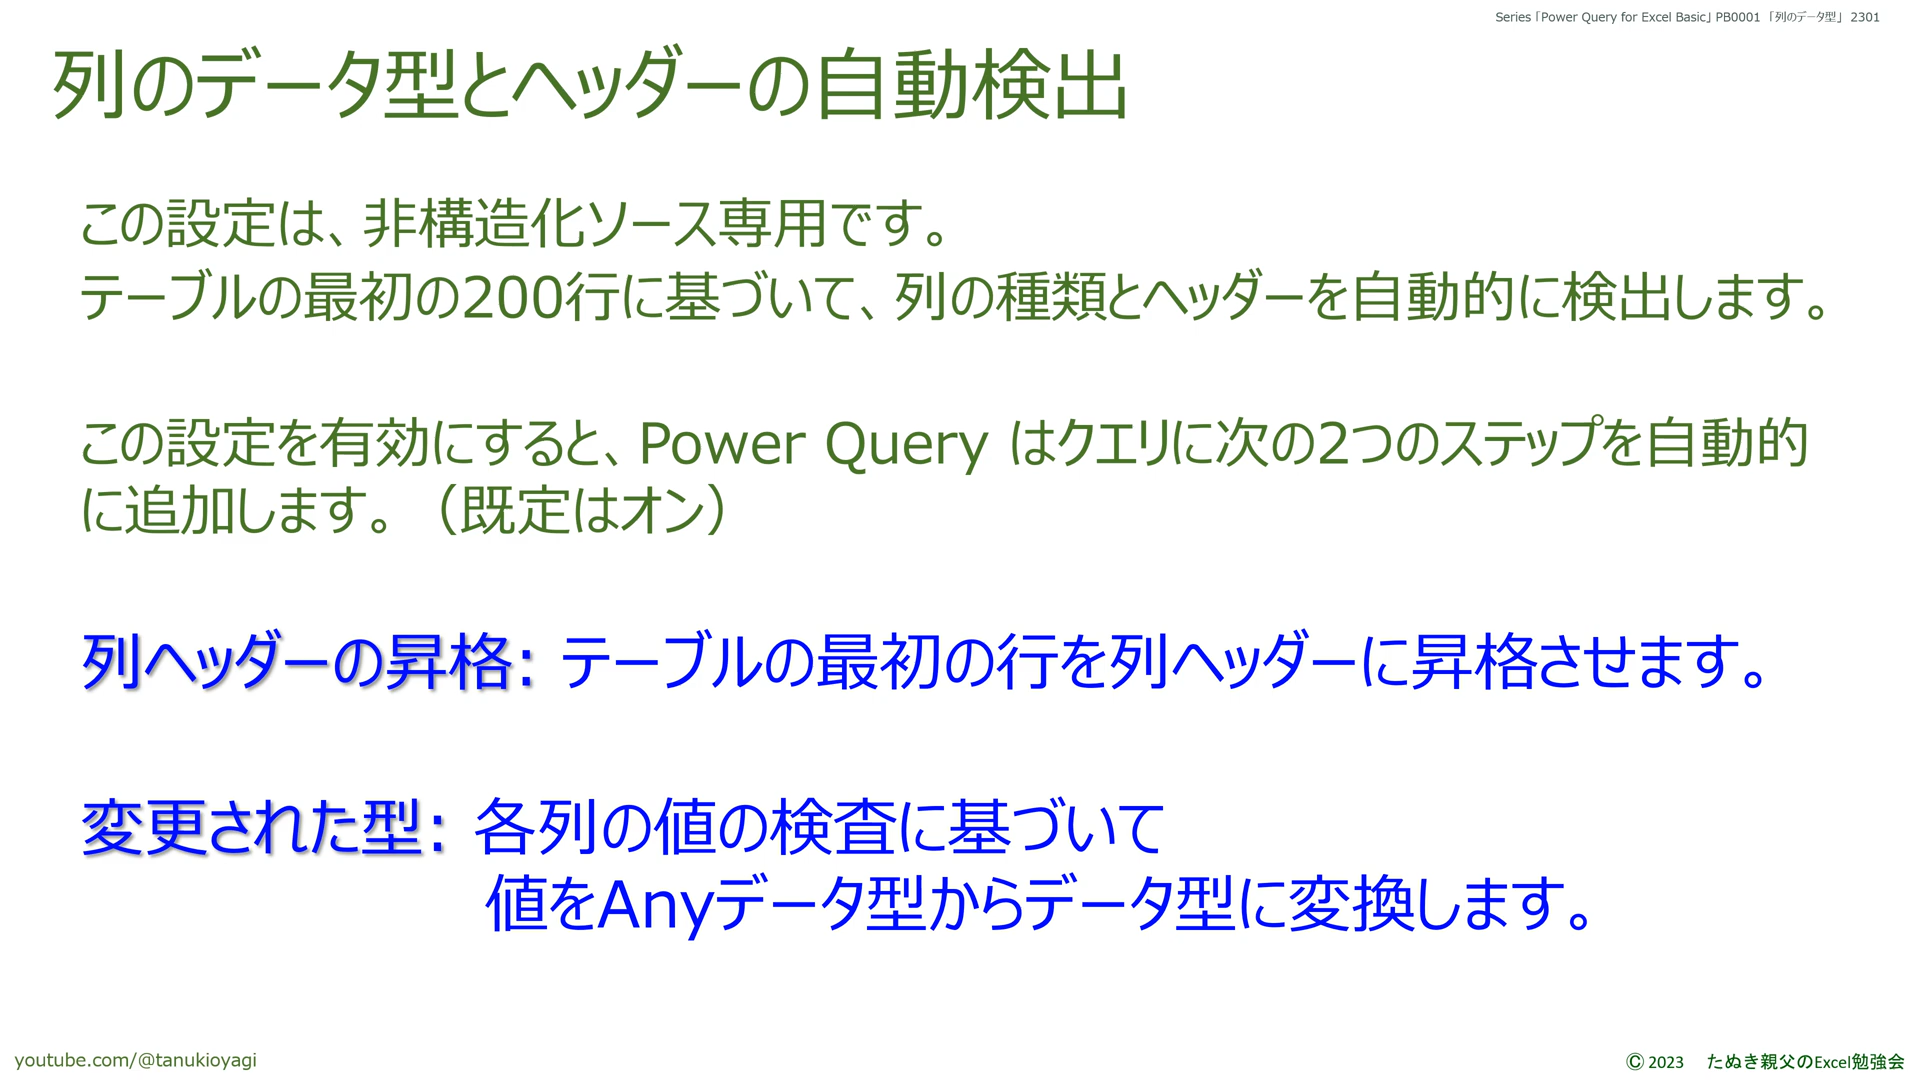 Series「Power Query for Excel Basic」PB0001 「列のデータ型」 2301
列のデータ型とヘッダーの自動検出
この設定は、非構造化ソース専用です。
テーブルの最初の200行に基づいて、列の種類とヘッダーを自動的に検出します。
この設定を有効にすると、Power Query はクエリに次の2つのステップを自動的
に追加します。（既定はオン）
列ヘッダーの昇格: テーブルの最初の行を列ヘッダーに昇格させます。
変更された型: 各列の値の検査に基づいて
値をAnyデータ型からデータ型に変換します。
youtube.com/@tanukioyagi
© 2023 たぬき親父のExcel勉強会